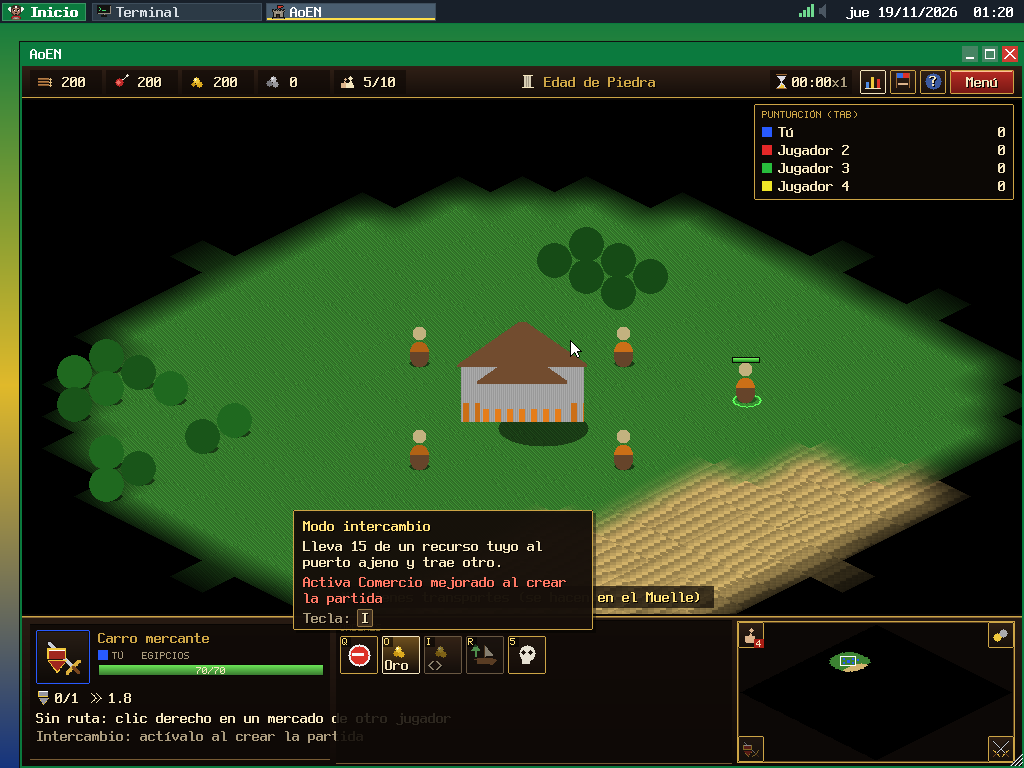 Inicio
Terminal
AoEN
jue 19/11/2026 01:20
AoEN
200
200
200
0
5/10
Edad de Piedra
00:00x1
?
Menú
PUNTUACIÓN (TAB)
Tú 0
Jugador 2 0
Jugador 3 0
Jugador 4 0
Modo intercambio
Lleva 15 de un recurso tuyo al
puerto ajeno y trae otro.
Activa Comercio mejorado al crear
la partida
Tecla: I
en el Muelle)
Carro mercante
TÚ EGIPCIOS
70/70
0/1 1.8
Sin ruta: clic derecho en un mercado de otro jugador
Intercambio: actívalo al crear la partida
Q
O
Oro
I
<>
R
5
4